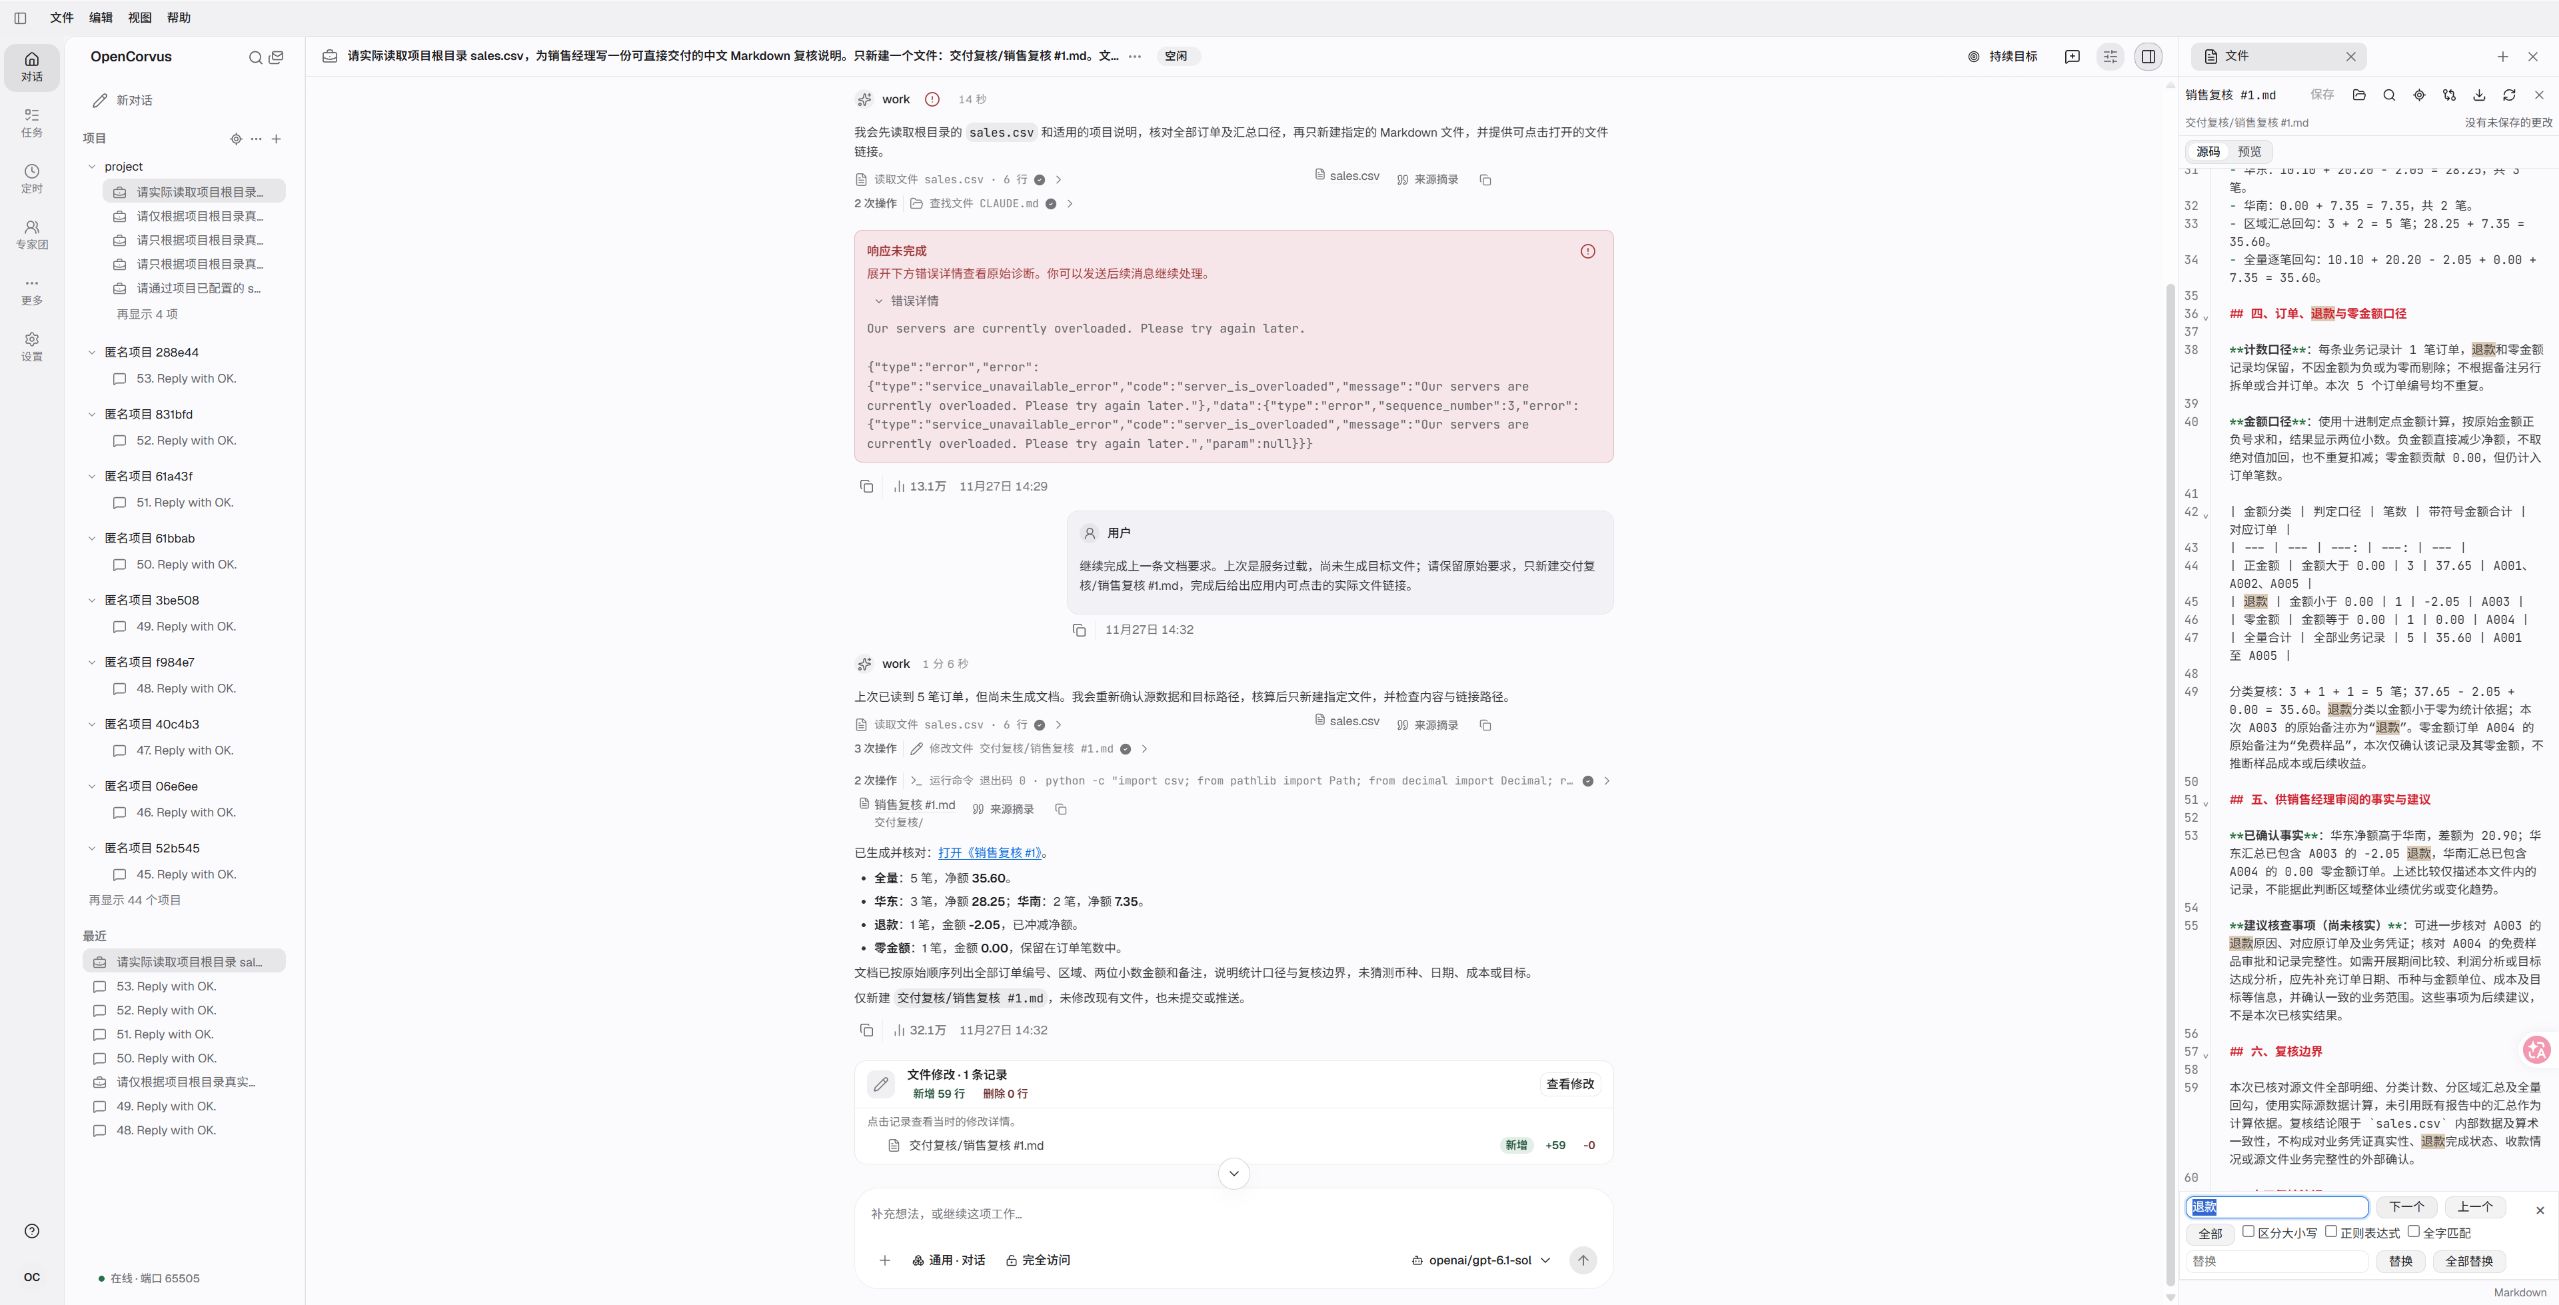 文件 编辑 视图 帮助
对话
任务
定时
专家团
更多
设置
OC
OpenCorvus
新对话
项目
project
请实际读取项目根目录...
请仅根据项目根目录真...
请只根据项目根目录真...
请只根据项目根目录真...
请通过项目已配置的 s...
再显示 4 项
匿名项目 288e44
53. Reply with OK.
匿名项目 831bfd
52. Reply with OK.
匿名项目 61a43f
51. Reply with OK.
匿名项目 61bbab
50. Reply with OK.
匿名项目 3be508
49. Reply with OK.
匿名项目 f984e7
48. Reply with OK.
匿名项目 40c4b3
47. Reply with OK.
匿名项目 06e6ee
46. Reply with OK.
匿名项目 52b545
45. Reply with OK.
再显示 44 个项目
最近
请实际读取项目根目录 sal...
53. Reply with OK.
52. Reply with OK.
51. Reply with OK.
50. Reply with OK.
请仅根据项目根目录真实...
49. Reply with OK.
48. Reply with OK.
在线 · 端口 65505
请实际读取项目根目录 sales.csv，为销售经理写一份可直接交付的中文 Markdown 复核说明。只新建一个文件：交付复核/销售复核 #1.md。文... 空闲
持续目标
work 14 秒
我会先读取根目录的 sales.csv 和适用的项目说明，核对全部订单及汇总口径，再只新建指定的 Markdown 文件，并提供可点击打开的文件
链接。
读取文件 sales.csv · 6 行 sales.csv 来源摘录
2 次操作 查找文件 CLAUDE.md
响应未完成
展开下方错误详情查看原始诊断。你可以发送后续消息继续处理。
错误详情
Our servers are currently overloaded. Please try again later.
{"type":"error","error":
{"type":"service_unavailable_error","code":"server_is_overloaded","message":"Our servers are
currently overloaded. Please try again later."},"data":{"type":"error","sequence_number":3,"error":
{"type":"service_unavailable_error","code":"server_is_overloaded","message":"Our servers are
currently overloaded. Please try again later.","param":null}}}
13.1万 11月27日 14:29
用户
继续完成上一条文档要求。上次是服务过载，尚未生成目标文件；请保留原始要求，只新建交付复
核/销售复核 #1.md，完成后给出应用内可点击的实际文件链接。
11月27日 14:32
work 1 分 6 秒
上次已读到 5 笔订单，但尚未生成文档。我会重新确认源数据和目标路径，核算后只新建指定文件，并检查内容与链接路径。
读取文件 sales.csv · 6 行 sales.csv 来源摘录
3 次操作 修改文件 交付复核/销售复核 #1.md
2 次操作 >_ 运行命令 退出码 0 · python -c "import csv; from pathlib import Path; from decimal import Decimal; r…
销售复核 #1.md 来源摘录
交付复核/
已生成并核对：打开《销售复核 #1》。
• 全量：5 笔，净额 35.60。
• 华东：3 笔，净额 28.25；华南：2 笔，净额 7.35。
• 退款：1 笔，金额 -2.05，已冲减净额。
• 零金额：1 笔，金额 0.00，保留在订单笔数中。
文档已按原始顺序列出全部订单编号、区域、两位小数金额和备注，说明统计口径与复核边界，未猜测币种、日期、成本或目标。
仅新建 交付复核/销售复核 #1.md，未修改现有文件，也未提交或推送。
32.1万 11月27日 14:32
文件修改 · 1 条记录
新增 59 行 删除 0 行
查看修改
点击记录查看当时的修改详情。
交付复核/销售复核 #1.md 新增 +59 -0
补充想法，或继续这项工作...
通用 · 对话 完全访问 openai/gpt-6.1-sol
文件
销售复核 #1.md 保存
交付复核/销售复核 #1.md 没有未保存的更改
源码 预览
31 - 华东：10.10 + 20.20 - 2.05 = 28.25，共 3
笔。
32 - 华南：0.00 + 7.35 = 7.35，共 2 笔。
33 - 区域汇总回勾：3 + 2 = 5 笔；28.25 + 7.35 =
35.60。
34 - 全量逐笔回勾：10.10 + 20.20 - 2.05 + 0.00 +
7.35 = 35.60。
35
36 ## 四、订单、退款与零金额口径
37
38 **计数口径**：每条业务记录计 1 笔订单，退款和零金额
记录均保留，不因金额为负或为零而剔除；不根据备注另行
拆单或合并订单。本次 5 个订单编号均不重复。
39
40 **金额口径**：使用十进制定点金额计算，按原始金额正
负号求和，结果显示两位小数。负金额直接减少净额，不取
绝对值加回，也不重复扣减；零金额贡献 0.00，但仍计入
订单笔数。
41
42 | 金额分类 | 判定口径 | 笔数 | 带符号金额合计 |
对应订单 |
43 | --- | --- | ---: | ---: | --- |
44 | 正金额 | 金额大于 0.00 | 3 | 37.65 | A001、
A002、A005 |
45 | 退款 | 金额小于 0.00 | 1 | -2.05 | A003 |
46 | 零金额 | 金额等于 0.00 | 1 | 0.00 | A004 |
47 | 全量合计 | 全部业务记录 | 5 | 35.60 | A001
至 A005 |
48
49 分类复核：3 + 1 + 1 = 5 笔；37.65 - 2.05 +
0.00 = 35.60。退款分类以金额小于零为统计依据；本
次 A003 的原始备注亦为“退款”。零金额订单 A004 的
原始备注为“免费样品”，本次仅确认该记录及其零金额，不
推断样品成本或后续收益。
50
51 ## 五、供销售经理审阅的事实与建议
52
53 **已确认事实**：华东净额高于华南，差额为 20.90；华
东汇总已包含 A003 的 -2.05 退款，华南汇总已包含
A004 的 0.00 零金额订单。上述比较仅描述本文件内的
记录，不能据此判断区域整体业绩优劣或变化趋势。
54
55 **建议核查事项（尚未核实）**：可进一步核对 A003 的
退款原因、对应原订单及业务凭证；核对 A004 的免费样
品审批和记录完整性。如需开展期间比较、利润分析或目标
达成分析，应先补充订单日期、币种与金额单位、成本及目
标等信息，并确认一致的业务范围。这些事项为后续建议，
不是本次已核实结果。
56
57 ## 六、复核边界
58
59 本次已核对源文件全部明细、分类计数、分区域汇总及全量
回勾，使用实际源数据计算，未引用既有报告中的汇总作为
计算依据。复核结论限于 `sales.csv` 内部数据及算术
一致性，不构成对业务凭证真实性、退款完成状态、收款情
况或源文件业务完整性的外部确认。
60
退款 下一个 上一个
全部 区分大小写 正则表达式 全字匹配
替换 替换 全部替换
Markdown